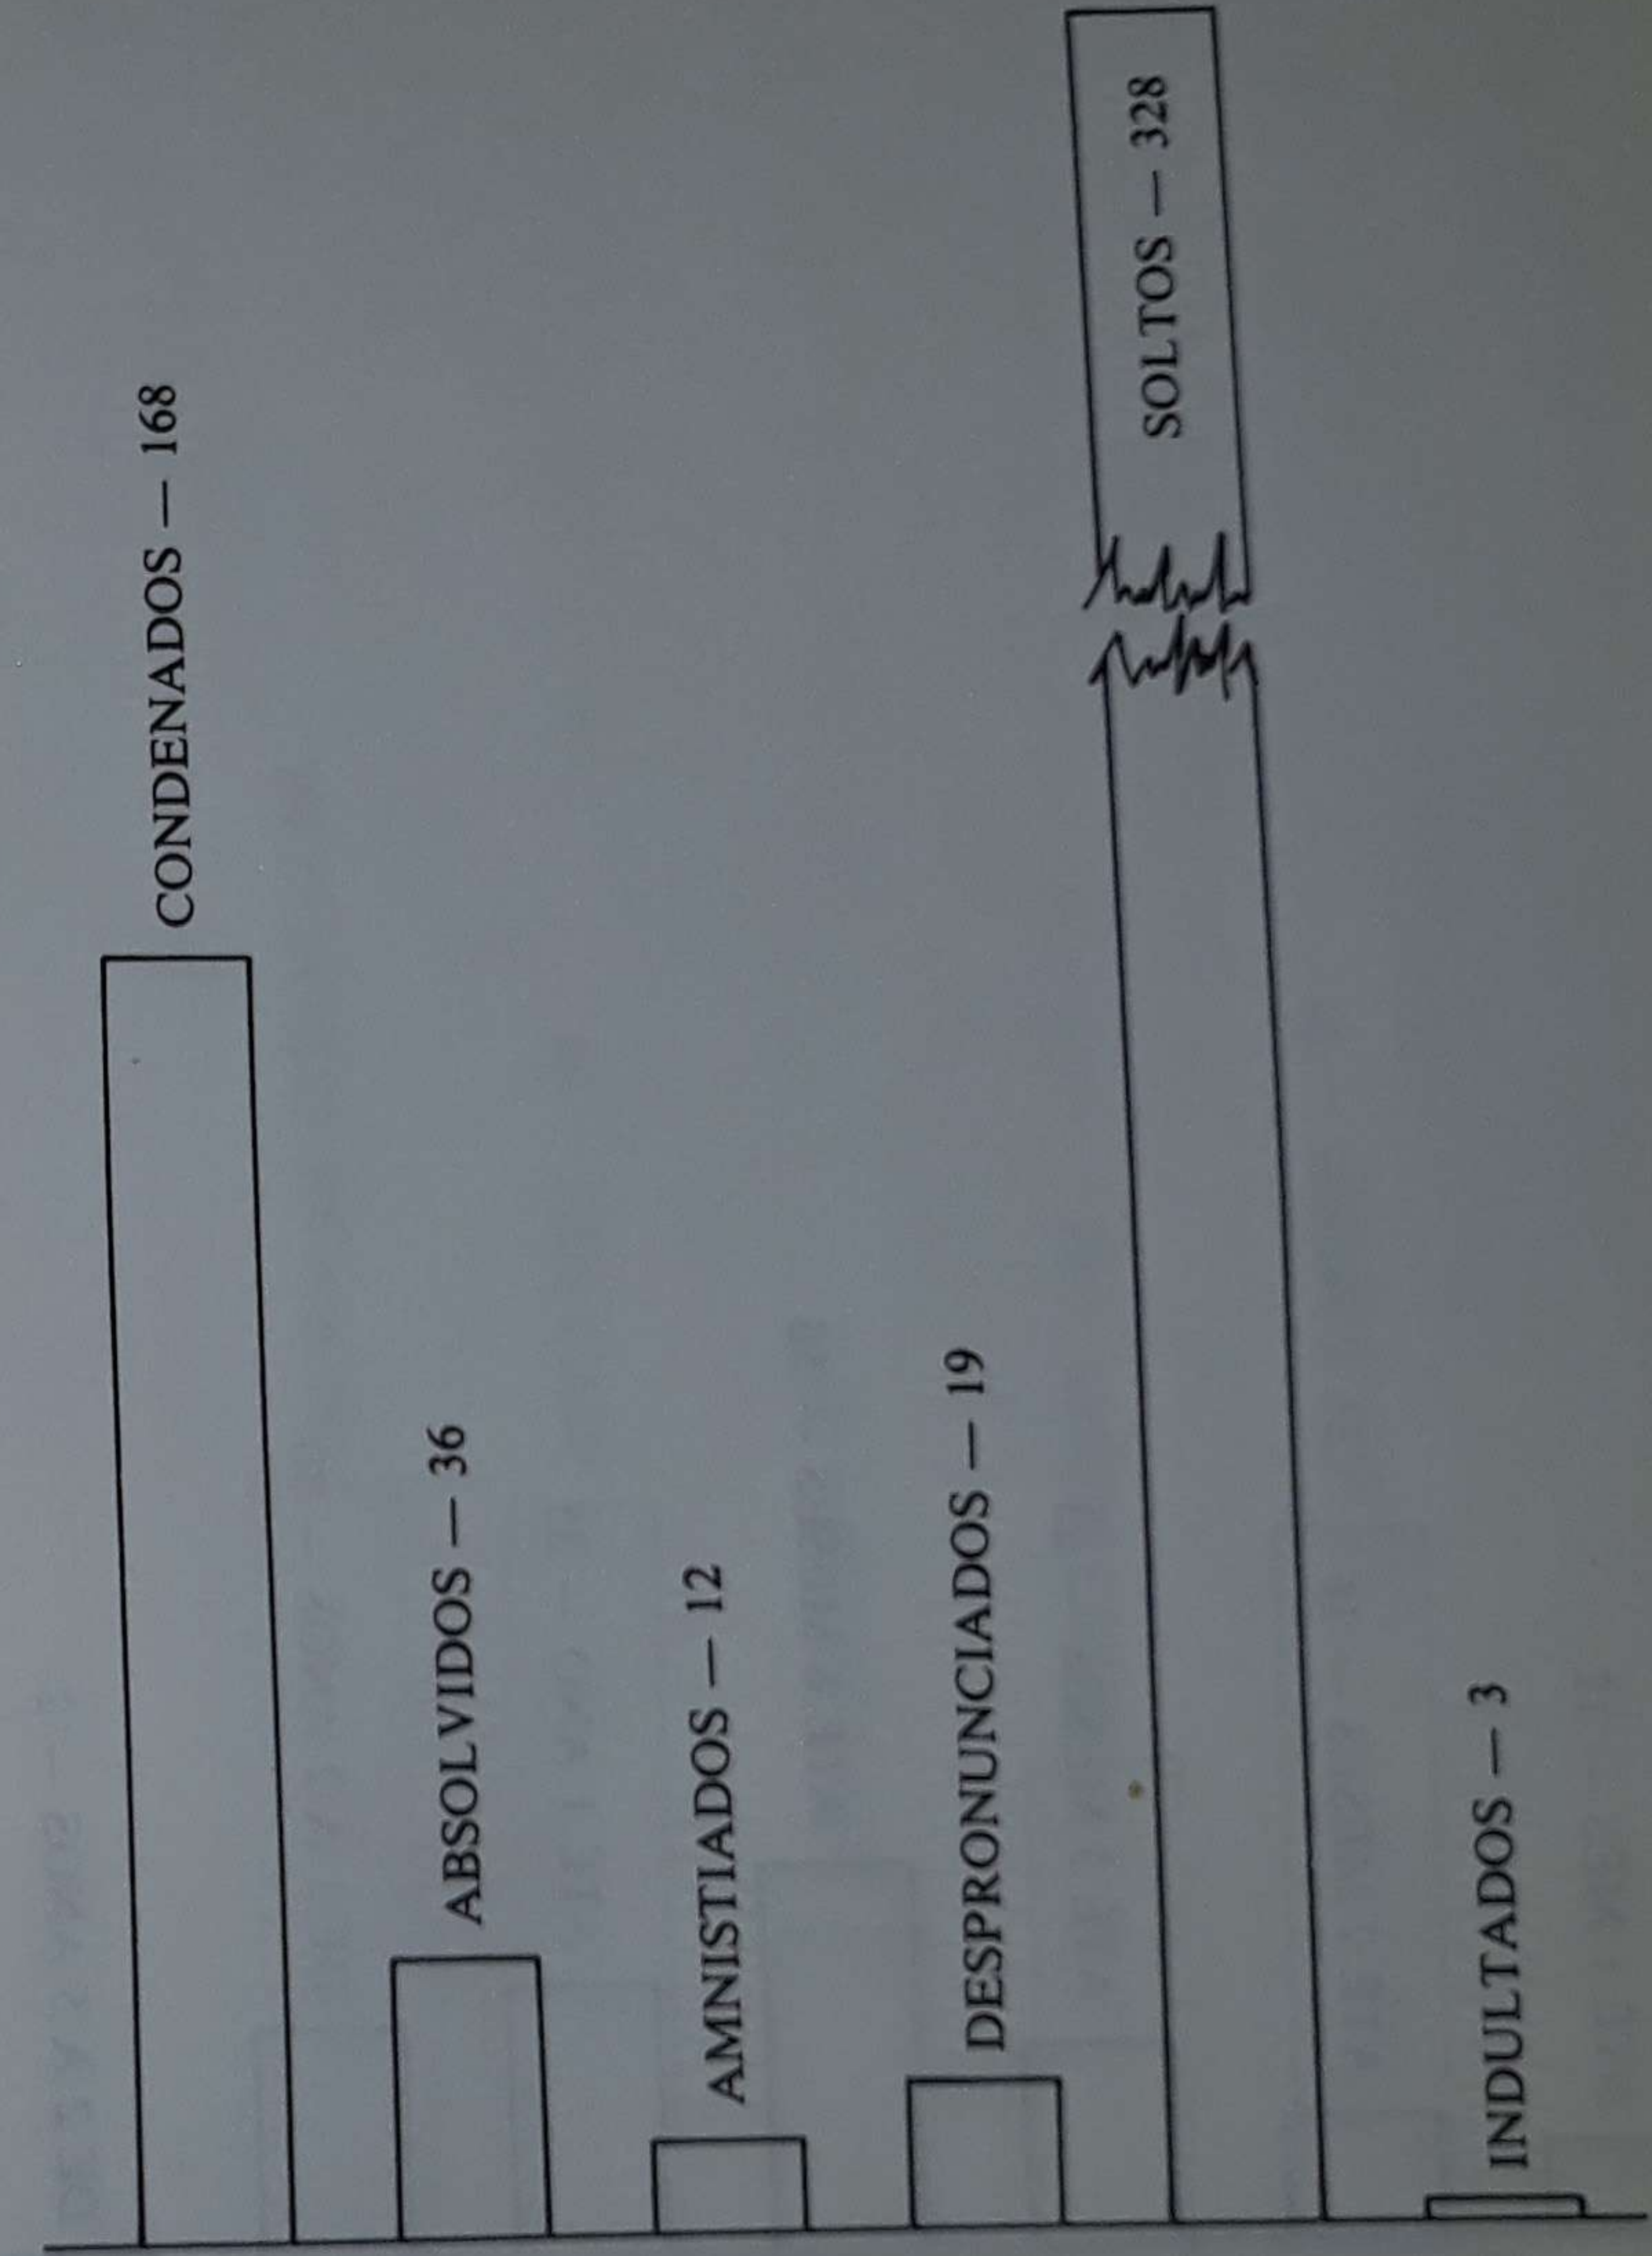 CONDENADOS — 168
ABSOLVIDOS — 36
AMNISTIADOS — 12
DESPRONUNCIADOS — 19
SOLTOS — 328
INDULTADOS — 3